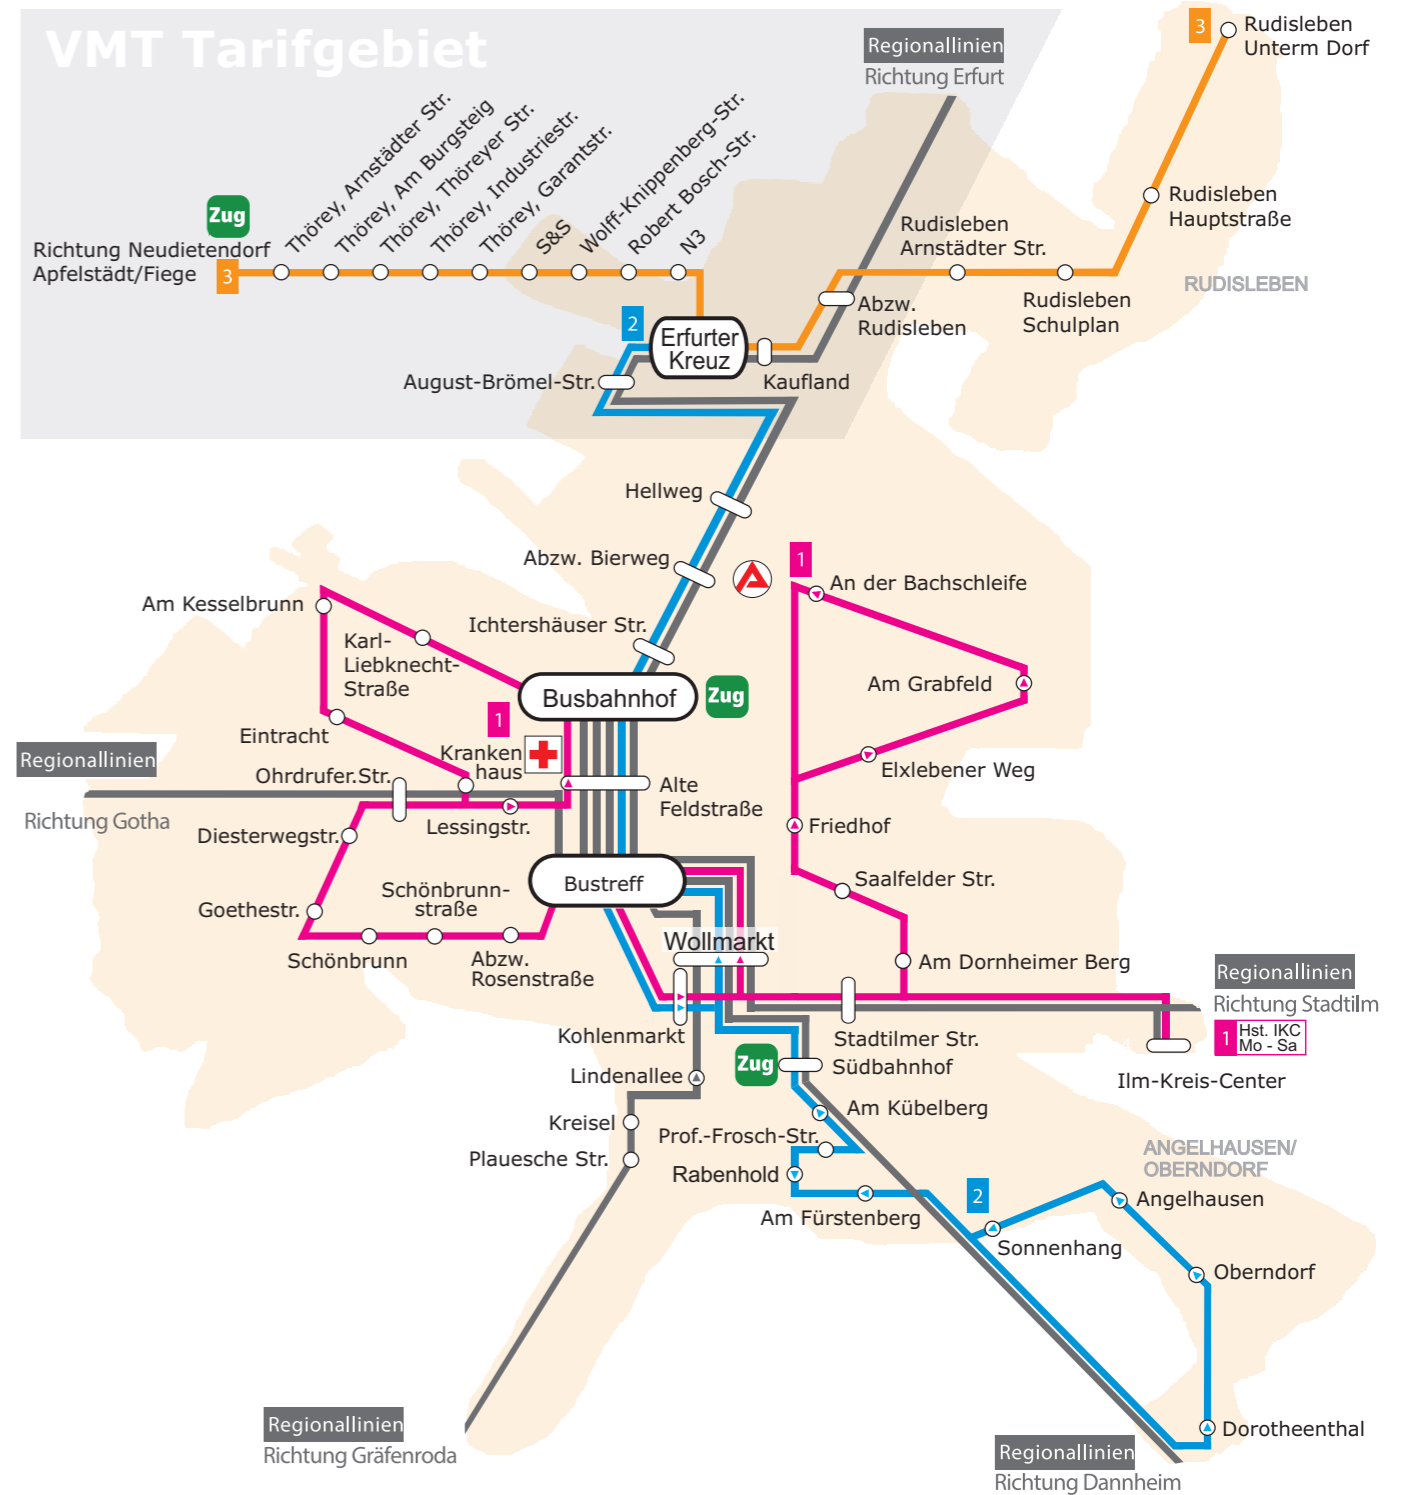 VMT Tarifgebiet
Regionallinien
Richtung Erfurt
3
Rudisleben
Unterm Dorf
Rudisleben
Hauptstraße
RUDISLEBEN
Zug
Richtung Neudietendorf
Apfelstädt/Fiege
3
Thörey, Arnstädter Str.
Thörey, Am Burgsteig
Thörey, Thöreyer Str.
Thörey, Industriestr.
Thörey, Garantstr.
S&S
Wolff-Knippenberg-Str.
Robert Bosch-Str.
N3
Rudisleben
Arnstädter Str.
Rudisleben
Schulplan
Abzw.
Rudisleben
2
Erfurter
Kreuz
Kaufland
August-Brömel-Str.
Hellweg
Abzw. Bierweg
Ichtershäuser Str.
1
An der Bachschleife
Am Grabfeld
Elxlebener Weg
Friedhof
Saalfelder Str.
Am Dornheimer Berg
Am Kesselbrunn
Karl-
Liebknecht-
Straße
Busbahnhof
Zug
1
Eintracht
Kranken
haus
Regionallinien
Richtung Gotha
Ohrdrufer.Str.
Alte
Feldstraße
Lessingstr.
Diesterwegstr.
Goethestr.
Schönbrunn-
straße
Schönbrunn
Abzw.
Rosenstraße
Bustreff
Wollmarkt
Kohlenmarkt
Stadtilmer Str.
Regionallinien
Richtung Stadtilm
1
Hst. IKC
Mo - Sa
Ilm-Kreis-Center
Zug
Südbahnhof
Lindenallee
Kreisel
Plauesche Str.
Am Kübelberg
Prof.-Frosch-Str.
Rabenhold
Am Fürstenberg
ANGELHAUSEN/
OBERNDORF
2
Angelhausen
Sonnenhang
Oberndorf
Dorotheenthal
Regionallinien
Richtung Gräfenroda
Regionallinien
Richtung Dannheim